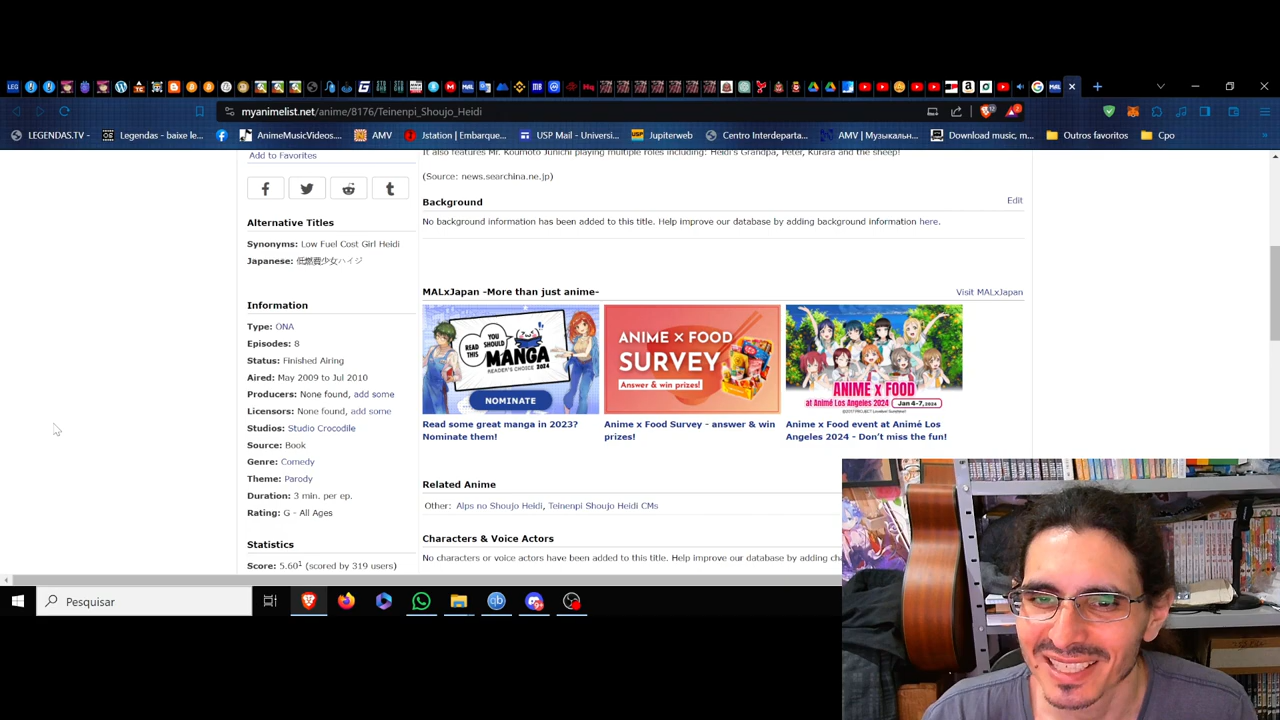 myanimelist.net/anime/8176/Teinenpi_Shoujo_Heidi
LEGENDAS.TV -
Legendas - baixe le...
AnimeMusicVideos....
AMV
Jstation | Embarque...
USP Mail - Universi...
Jupiterweb
Centro Interdeparta...
AMV | Музыкальн...
Download music, m...
Outros favoritos
Cpo
Add to Favorites
It also features Mr. Koumoto Junichi playing multiple roles including: Heidi's Grandpa, Peter, Kurara and the sheep!
(Source: news.searchina.ne.jp)
Background
Edit
No background information has been added to this title. Help improve our database by adding background information here.
Alternative Titles
Synonyms: Low Fuel Cost Girl Heidi
Japanese: 低燃費少女ハイジ
Information
Type: ONA
Episodes: 8
Status: Finished Airing
Aired: May 2009 to Jul 2010
Producers: None found, add some
Licensors: None found, add some
Studios: Studio Crocodile
Source: Book
Genre: Comedy
Theme: Parody
Duration: 3 min. per ep.
Rating: G - All Ages
Statistics
Score: 5.60¹ (scored by 319 users)
MALxJapan -More than just anime-
Visit MALxJapan
READ THIS
YOU SHOULD
MANGA
READER'S CHOICE 2024
NOMINATE
ANIME × FOOD
SURVEY
Answer & win prizes!
ANIME x FOOD
at Animé Los Angeles 2024
Jan 4-7, 2024
Read some great manga in 2023?
Nominate them!
Anime x Food Survey - answer & win
prizes!
Anime x Food event at Animé Los
Angeles 2024 - Don't miss the fun!
Related Anime
Other: Alps no Shoujo Heidi, Teinenpi Shoujo Heidi CMs
Characters & Voice Actors
No characters or voice actors have been added to this title. Help improve our database by adding
Pesquisar